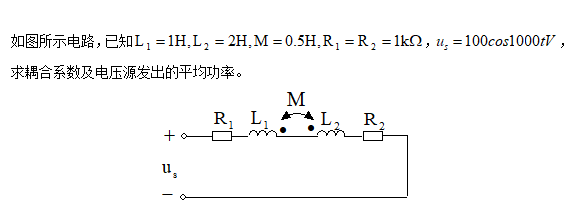 如图所示电路，已知L₁=1H,L₂=2H,M=0.5H,R₁=R₂=1kΩ，uₛ=100cos1000tV，
求耦合系数及电压源发出的平均功率。
M
R₁ L₁ L₂ R₂
+
uₛ
−